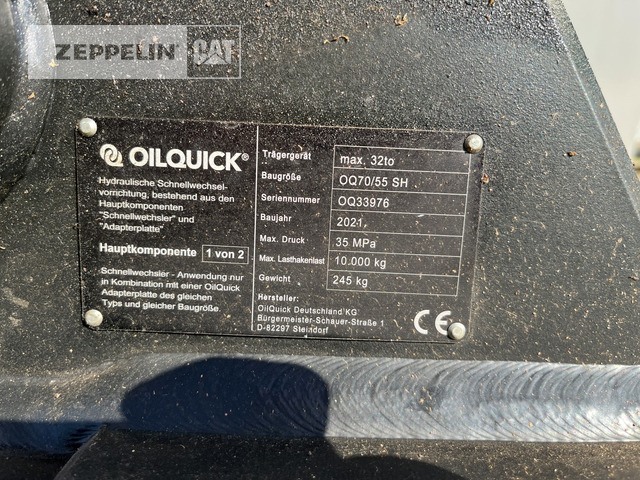 ZEPPELIN CAT
OILQUICK®
Hydraulische Schnellwechsel-
vorrichtung, bestehend aus den
Hauptkomponenten
"Schnellwechsler" und
"Adapterplatte"
Hauptkomponente 1 von 2
Schnellwechsler - Anwendung nur
in Kombination mit einer OilQuick
Adapterplatte des gleichen
Typs und gleicher Baugröße.
Trägergerät max. 32to
Baugröße OQ70/55 SH
Seriennummer OQ33976
Baujahr 2021
Max. Druck 35 MPa
Max. Lasthakenlast 10.000 kg
Gewicht 245 kg
Hersteller:
OilQuick Deutschland KG
Bürgermeister-Schauer-Straße 1
D-82297 Steindorf
CE